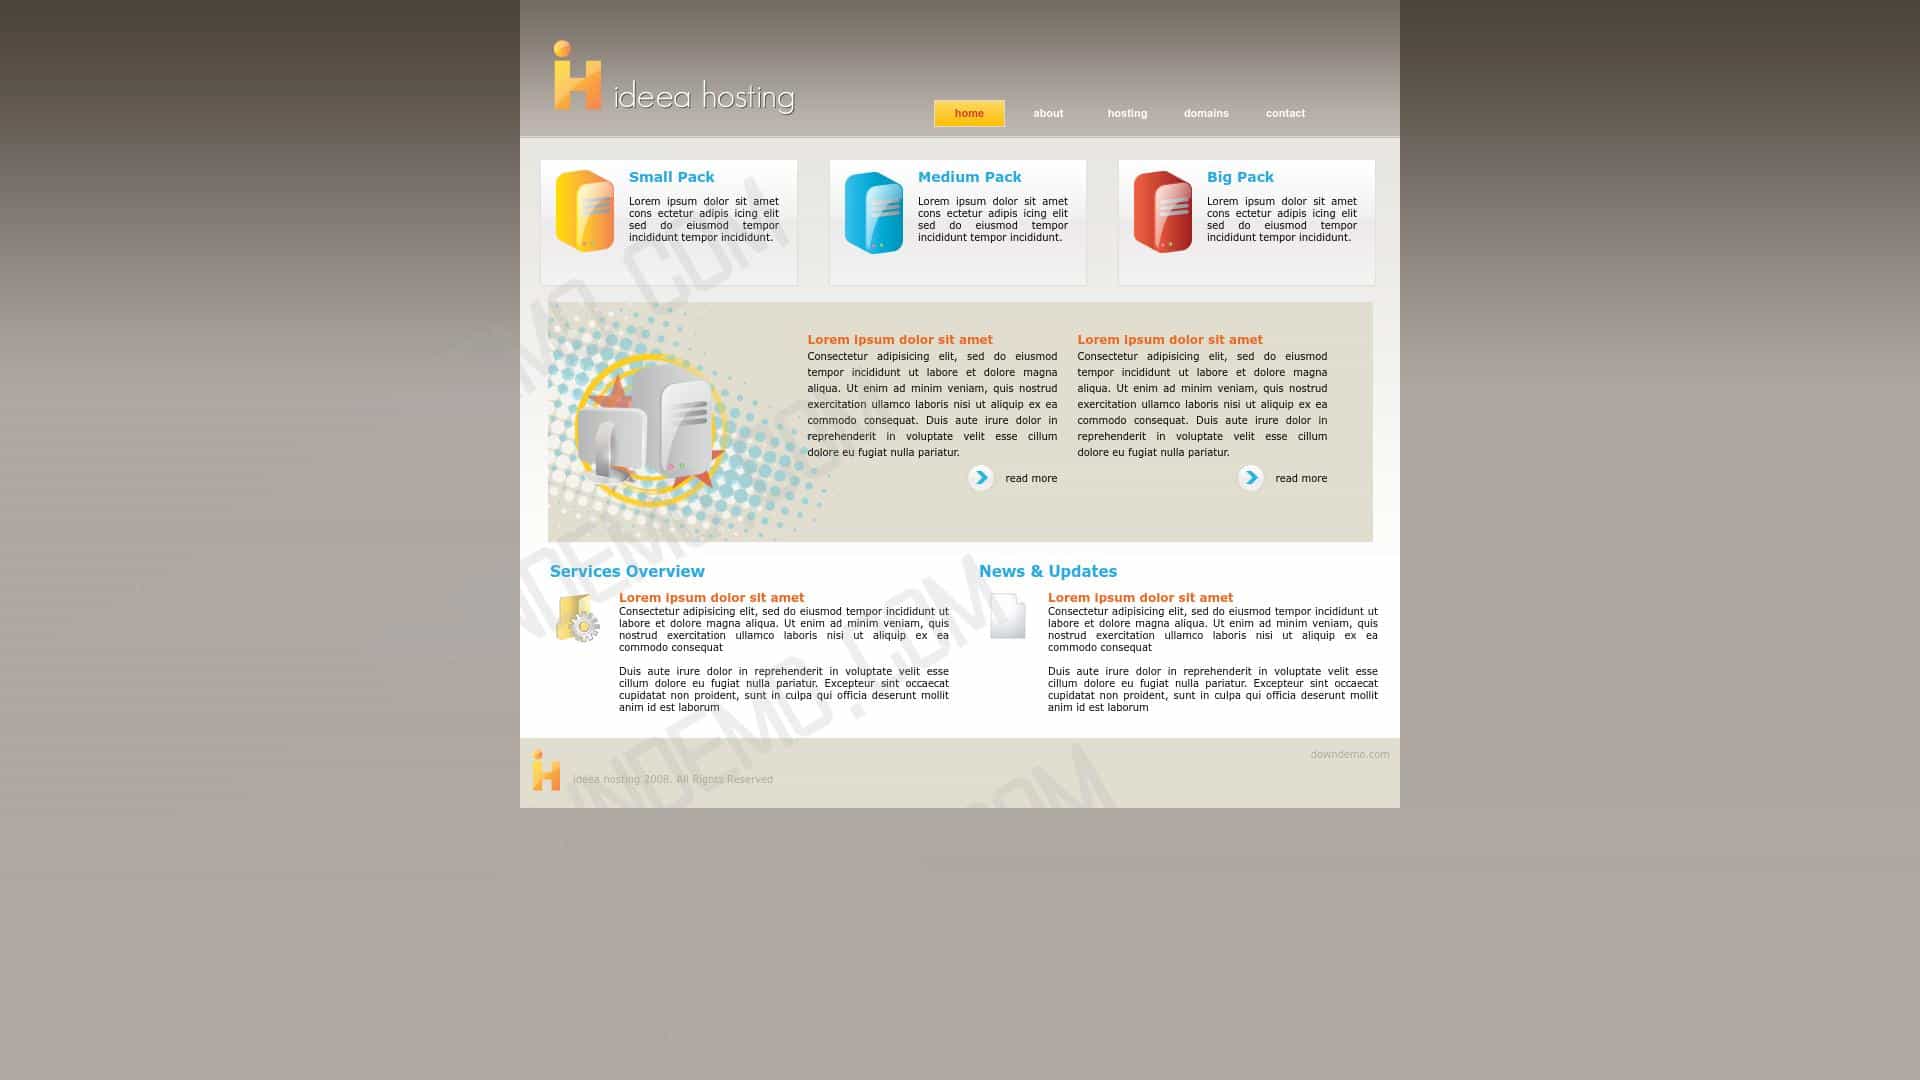 iH ideea hosting
home about hosting domains contact
Small Pack
Lorem ipsum dolor sit amet
cons ectetur adipis icing elit
sed do eiusmod tempor
incididunt tempor incididunt.
Medium Pack
Lorem ipsum dolor sit amet
cons ectetur adipis icing elit
sed do eiusmod tempor
incididunt tempor incididunt.
Big Pack
Lorem ipsum dolor sit amet
cons ectetur adipis icing elit
sed do eiusmod tempor
incididunt tempor incididunt.
Lorem ipsum dolor sit amet
Consectetur adipisicing elit, sed do eiusmod
tempor incididunt ut labore et dolore magna
aliqua. Ut enim ad minim veniam, quis nostrud
exercitation ullamco laboris nisi ut aliquip ex ea
commodo consequat. Duis aute irure dolor in
reprehenderit in voluptate velit esse cillum
dolore eu fugiat nulla pariatur.
read more
Lorem ipsum dolor sit amet
Consectetur adipisicing elit, sed do eiusmod
tempor incididunt ut labore et dolore magna
aliqua. Ut enim ad minim veniam, quis nostrud
exercitation ullamco laboris nisi ut aliquip ex ea
commodo consequat. Duis aute irure dolor in
reprehenderit in voluptate velit esse cillum
dolore eu fugiat nulla pariatur.
read more
Services Overview
Lorem ipsum dolor sit amet
Consectetur adipisicing elit, sed do eiusmod tempor incididunt ut
labore et dolore magna aliqua. Ut enim ad minim veniam, quis
nostrud exercitation ullamco laboris nisi ut aliquip ex ea
commodo consequat
Duis aute irure dolor in reprehenderit in voluptate velit esse
cillum dolore eu fugiat nulla pariatur. Excepteur sint occaecat
cupidatat non proident, sunt in culpa qui officia deserunt mollit
anim id est laborum
News & Updates
Lorem ipsum dolor sit amet
Consectetur adipisicing elit, sed do eiusmod tempor incididunt ut
labore et dolore magna aliqua. Ut enim ad minim veniam, quis
nostrud exercitation ullamco laboris nisi ut aliquip ex ea
commodo consequat
Duis aute irure dolor in reprehenderit in voluptate velit esse
cillum dolore eu fugiat nulla pariatur. Excepteur sint occaecat
cupidatat non proident, sunt in culpa qui officia deserunt mollit
anim id est laborum
downdemo.com
iH ideea hosting 2008. All Rights Reserved